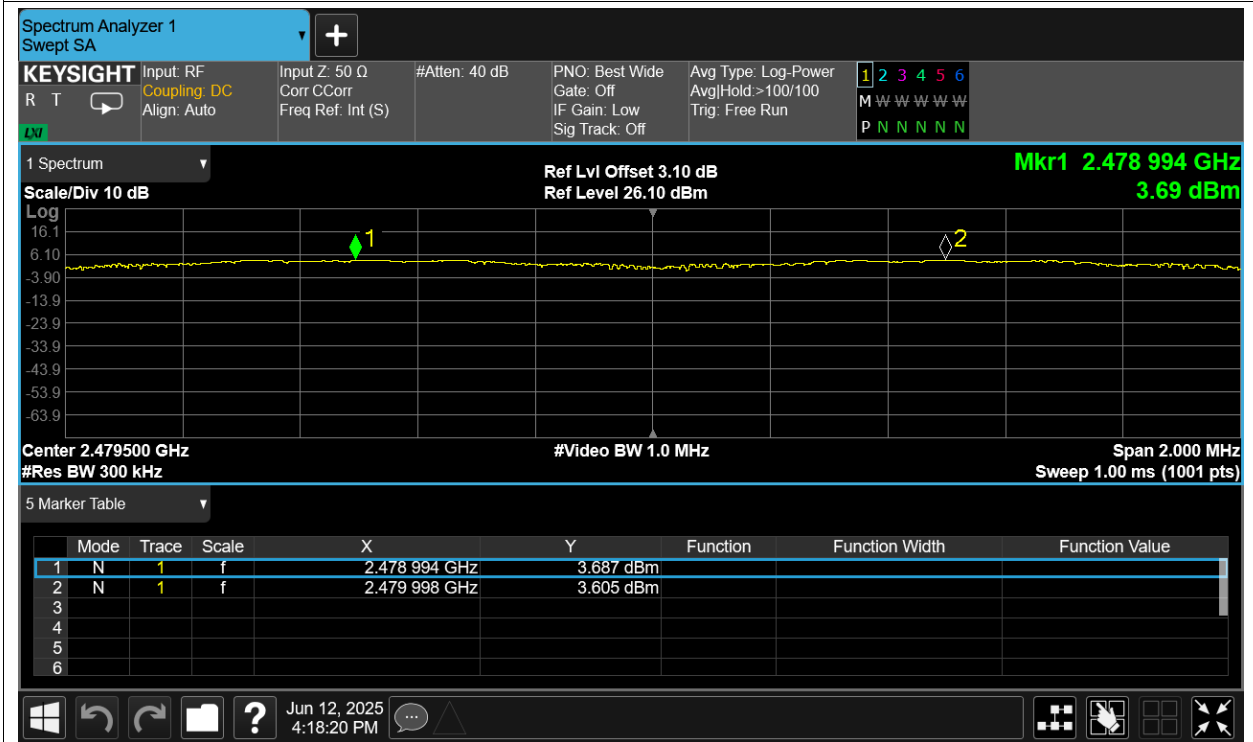 Spectrum Analyzer 1
Swept SA
+
KEYSIGHT
R T
LXI
Input: RF
Coupling: DC
Align: Auto
Input Z: 50 Ω
Corr CCorr
Freq Ref: Int (S)
#Atten: 40 dB
PNO: Best Wide
Gate: Off
IF Gain: Low
Sig Track: Off
Avg Type: Log-Power
Avg|Hold:>100/100
Trig: Free Run
1 2 3 4 5 6
M W W W W W
P N N N N N
1 Spectrum
Scale/Div 10 dB
Ref Lvl Offset 3.10 dB
Ref Level 26.10 dBm
Mkr1 2.478 994 GHz
3.69 dBm
Log
16.1
6.10
-3.90
-13.9
-23.9
-33.9
-43.9
-53.9
-63.9
1
2
Center 2.479500 GHz
#Res BW 300 kHz
#Video BW 1.0 MHz
Span 2.000 MHz
Sweep 1.00 ms (1001 pts)
5 Marker Table
Mode Trace Scale X Y Function Function Width Function Value
1 N 1 f 2.478 994 GHz 3.687 dBm
2 N 1 f 2.479 998 GHz 3.605 dBm
3
4
5
6
?
Jun 12, 2025
4:18:20 PM